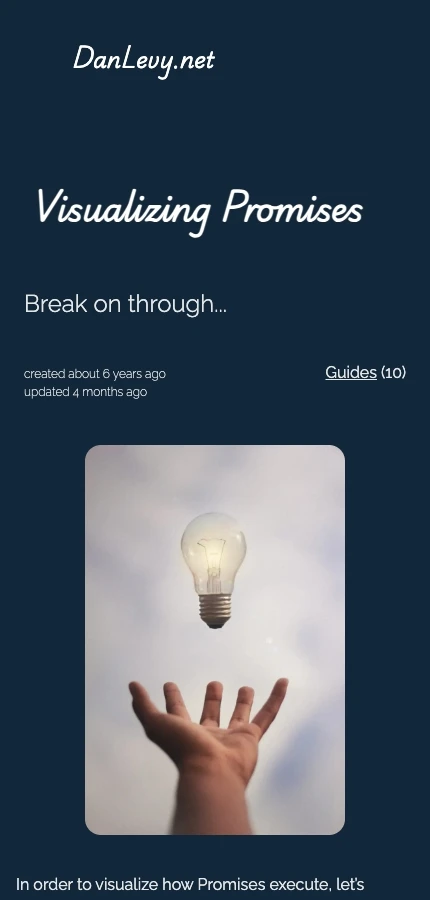 DanLevy.net
Visualizing Promises
Break on through...
created about 6 years ago
updated 4 months ago
Guides (10)
In order to visualize how Promises execute, let's